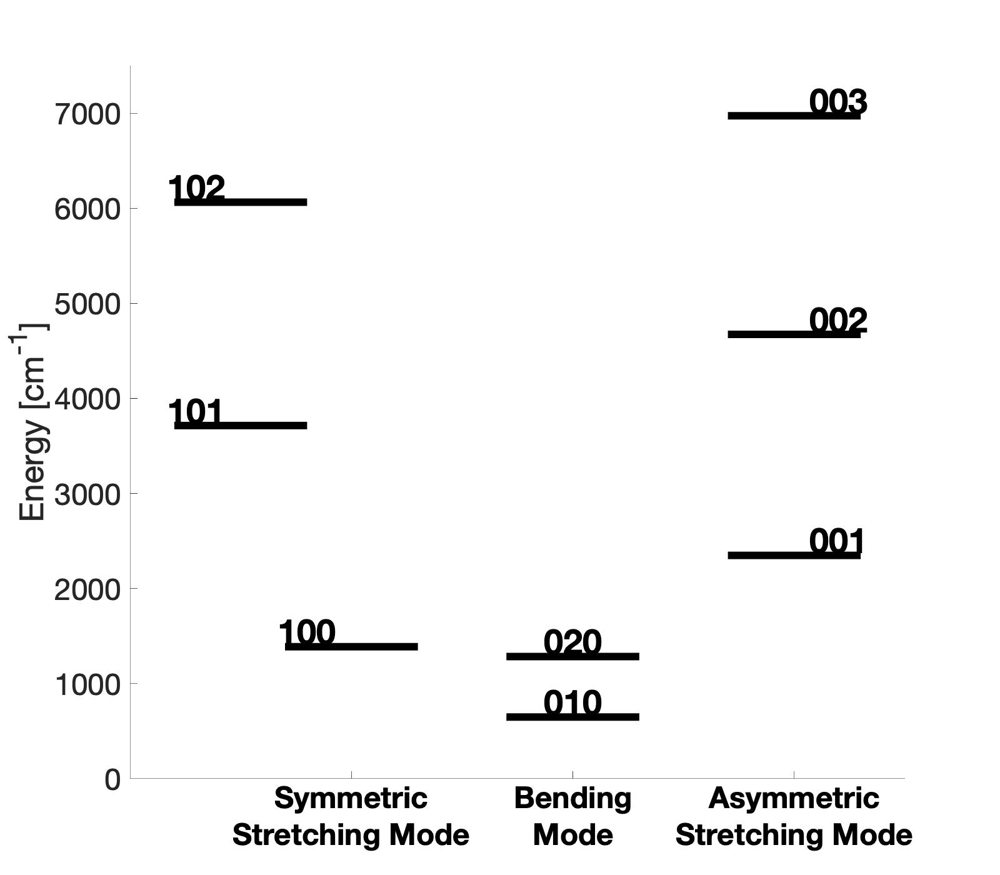 003
7000
102
6000
5000
002
Energy [cm-1]
4000
101
3000
001
2000
100
020
1000
010
0
Symmetric
Stretching Mode
Bending
Mode
Asymmetric
Stretching Mode